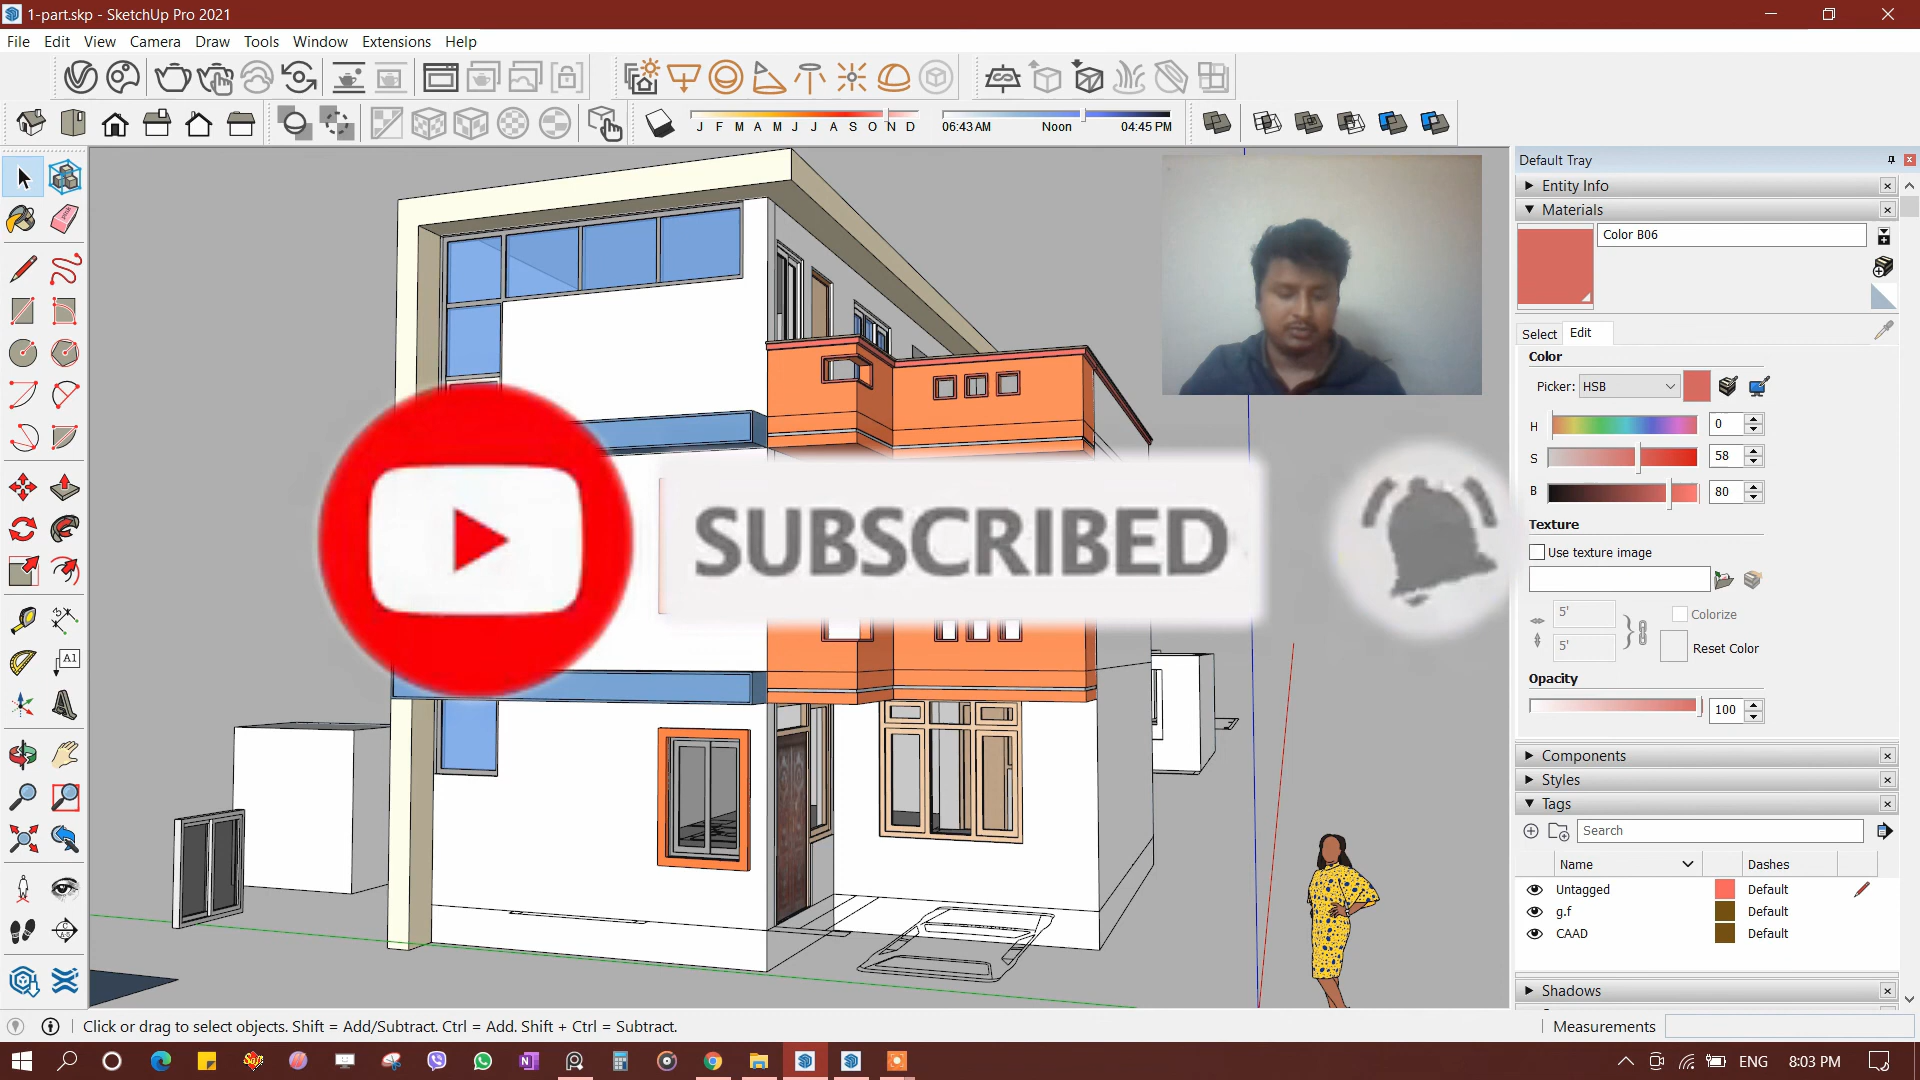 1-part.skp - SketchUp Pro 2021
File Edit View Camera Draw Tools Window Extensions Help
J F M A M J J A S O N D
06:43 AM Noon 04:45 PM
Default Tray
Entity Info
Materials
Color B06
Select Edit
Color
Picker: HSB
H 0
S 58
B 80
Texture
Use texture image
5' Colorize
5' Reset Color
Opacity
100
Components
Styles
Tags
Search
Name Dashes
Untagged Default
g.f Default
CAAD Default
Shadows
SUBSCRIBED
A1
Click or drag to select objects. Shift = Add/Subtract. Ctrl = Add. Shift + Ctrl = Subtract.
Measurements
ENG 8:03 PM